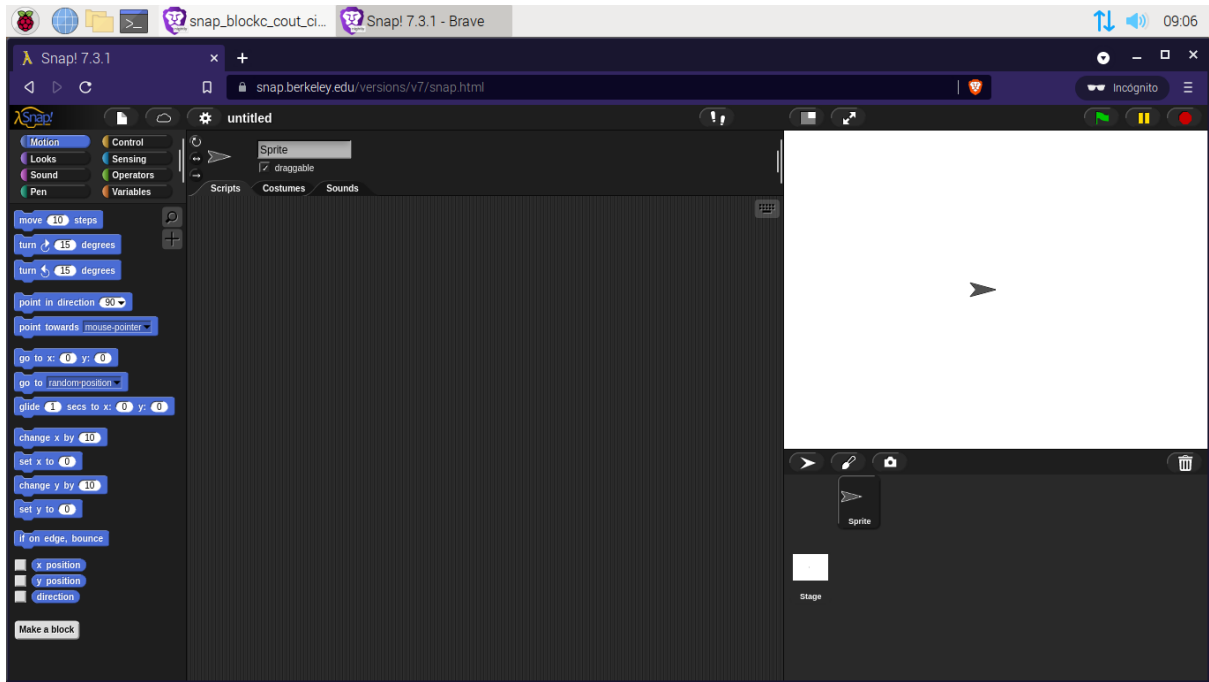 snap_blockc_cout_ci... Snap! 7.3.1 - Brave 09:06
λ Snap! 7.3.1
snap.berkeley.edu/versions/v7/snap.html Incógnito
Snap! untitled
Motion Control
Looks Sensing
Sound Operators
Pen Variables
Sprite
draggable
Scripts Costumes Sounds
move 10 steps
turn 15 degrees
turn 15 degrees
point in direction 90
point towards mouse-pointer
go to x: 0 y: 0
go to random position
glide 1 secs to x: 0 y: 0
change x by 10
set x to 0
change y by 10
set y to 0
if on edge, bounce
x position
y position
direction
Make a block
Sprite
Stage